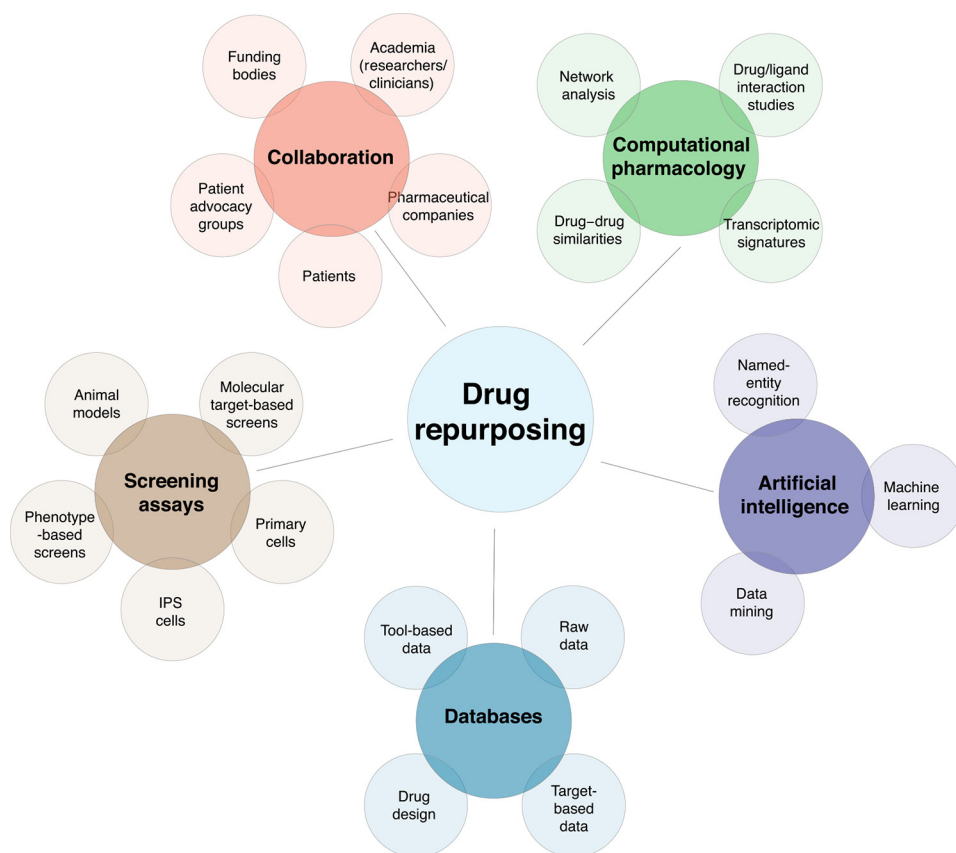 Funding
bodies
Academia
(researchers/
clinicians)
Collaboration
Patient
advocacy
groups
Pharmaceutical
companies
Patients
Network
analysis
Drug/ligand
interaction
studies
Computational
pharmacology
Drug–drug
similarities
Transcriptomic
signatures
Drug
repurposing
Animal
models
Molecular
target-based
screens
Screening
assays
Phenotype
-based
screens
Primary
cells
IPS
cells
Named-
entity
recognition
Artificial
intelligence
Machine
learning
Data
mining
Tool-based
data
Raw
data
Databases
Drug
design
Target-
based
data